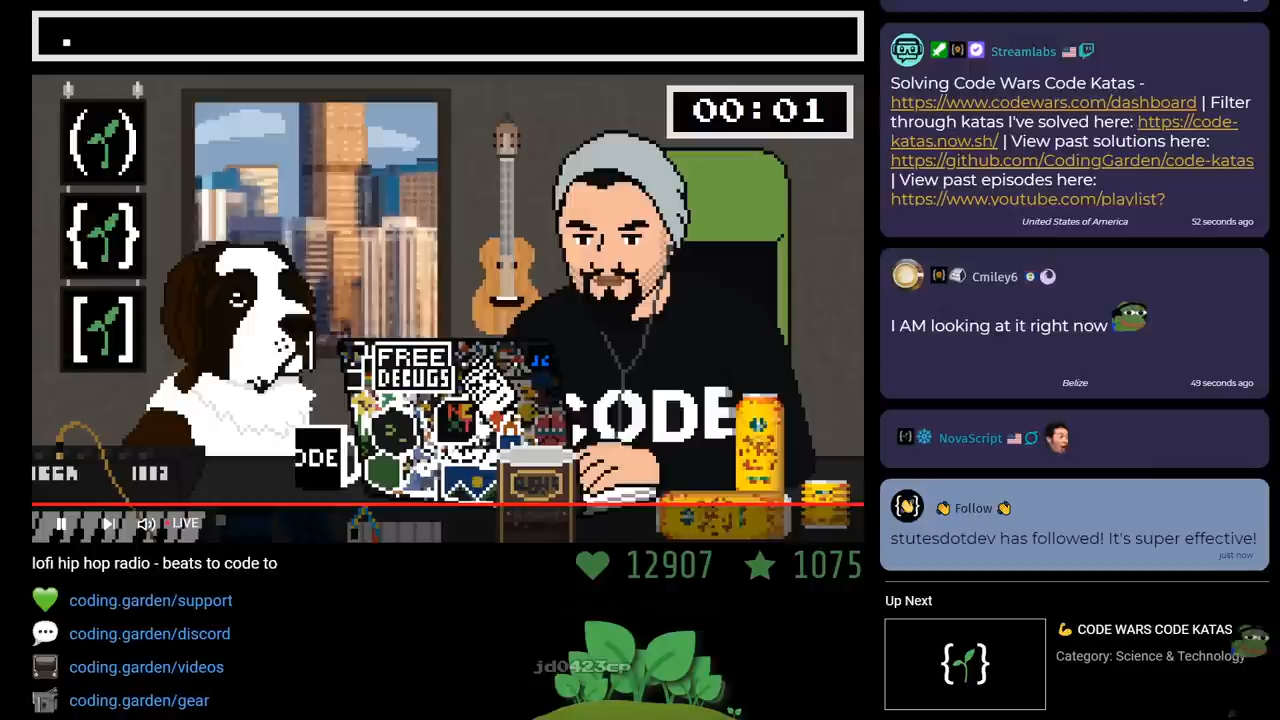 .
00:01
FREE
DEBUGS
CODE
ODE
LIVE
lofi hip hop radio - beats to code to
12907
1075
coding.garden/support
coding.garden/discord
coding.garden/videos
coding.garden/gear
jd0423cp
Streamlabs
Solving Code Wars Code Katas -
https://www.codewars.com/dashboard | Filter
through katas I've solved here: https://code-
katas.now.sh/ | View past solutions here:
https://github.com/CodingGarden/code-katas
| View past episodes here:
https://www.youtube.com/playlist?
United States of America 52 seconds ago
Cmiley6
I AM looking at it right now
Belize 49 seconds ago
NovaScript
Follow
stutesdotdev has followed! It's super effective!
just now
Up Next
CODE WARS CODE KATAS
Category: Science & Technology